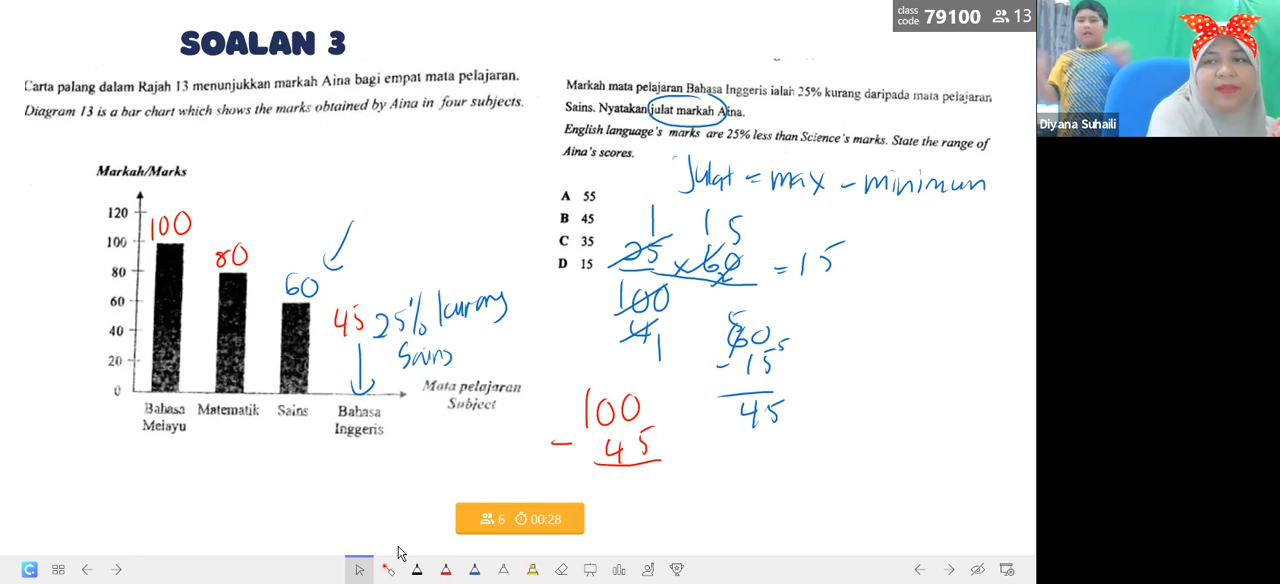 class code 79100 13
SOALAN 3
Diyana Suhaili
Carta palang dalam Rajah 13 menunjukkan markah Aina bagi empat mata pelajaran.
Diagram 13 is a bar chart which shows the marks obtained by Aina in four subjects.
Markah/Marks
120
100
80
60
40
20
0
100
80
60
45
25% kurang
Sains
Bahasa Melayu
Matematik
Sains
Bahasa Inggeris
Mata pelajaran
Subject
Markah mata pelajaran Bahasa Inggeris ialah 25% kurang daripada mata pelajaran
Sains. Nyatakan julat markah Aina.
English language's marks are 25% less than Science's marks. State the range of
Aina's scores.
Julat = max - minimum
A 55
B 45
C 35
D 15
1 15
25 × 60 = 15
100
4 1
5
60
- 15
45
100
- 45
6 00:28